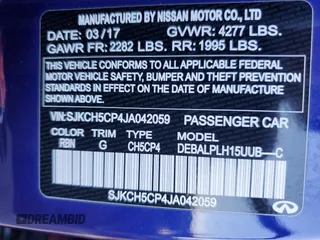 MANUFACTURED BY NISSAN MOTOR CO., LTD
DATE: 03/17 GVWR: 4277 LBS.
GAWR FR: 2282 LBS. RR: 1995 LBS.
THIS VEHICLE CONFORMS TO ALL APPLICABLE FEDERAL
MOTOR VEHICLE SAFETY, BUMPER, AND THEFT PREVENTION
STANDARDS IN EFFECT ON THE DATE OF MANUFACTURE
SHOWN ABOVE.
VIN:SJKCH5CP4JA042059 PASSENGER CAR
COLOR TRIM TYPE MODEL
RBN G CH5CP4 DEBALPLH15UUB--C
SJKCH5CP4JA042059
INFINITI
DREAMBID